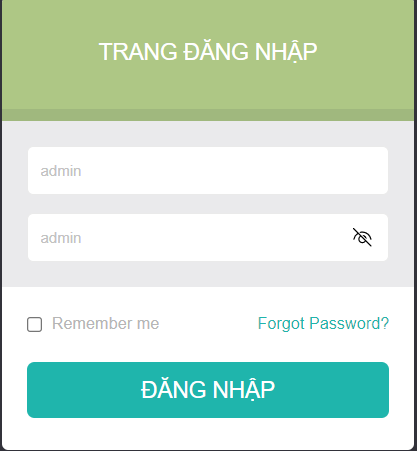 TRANG ĐĂNG NHẬP
admin
admin
Remember me Forgot Password?
ĐĂNG NHẬP